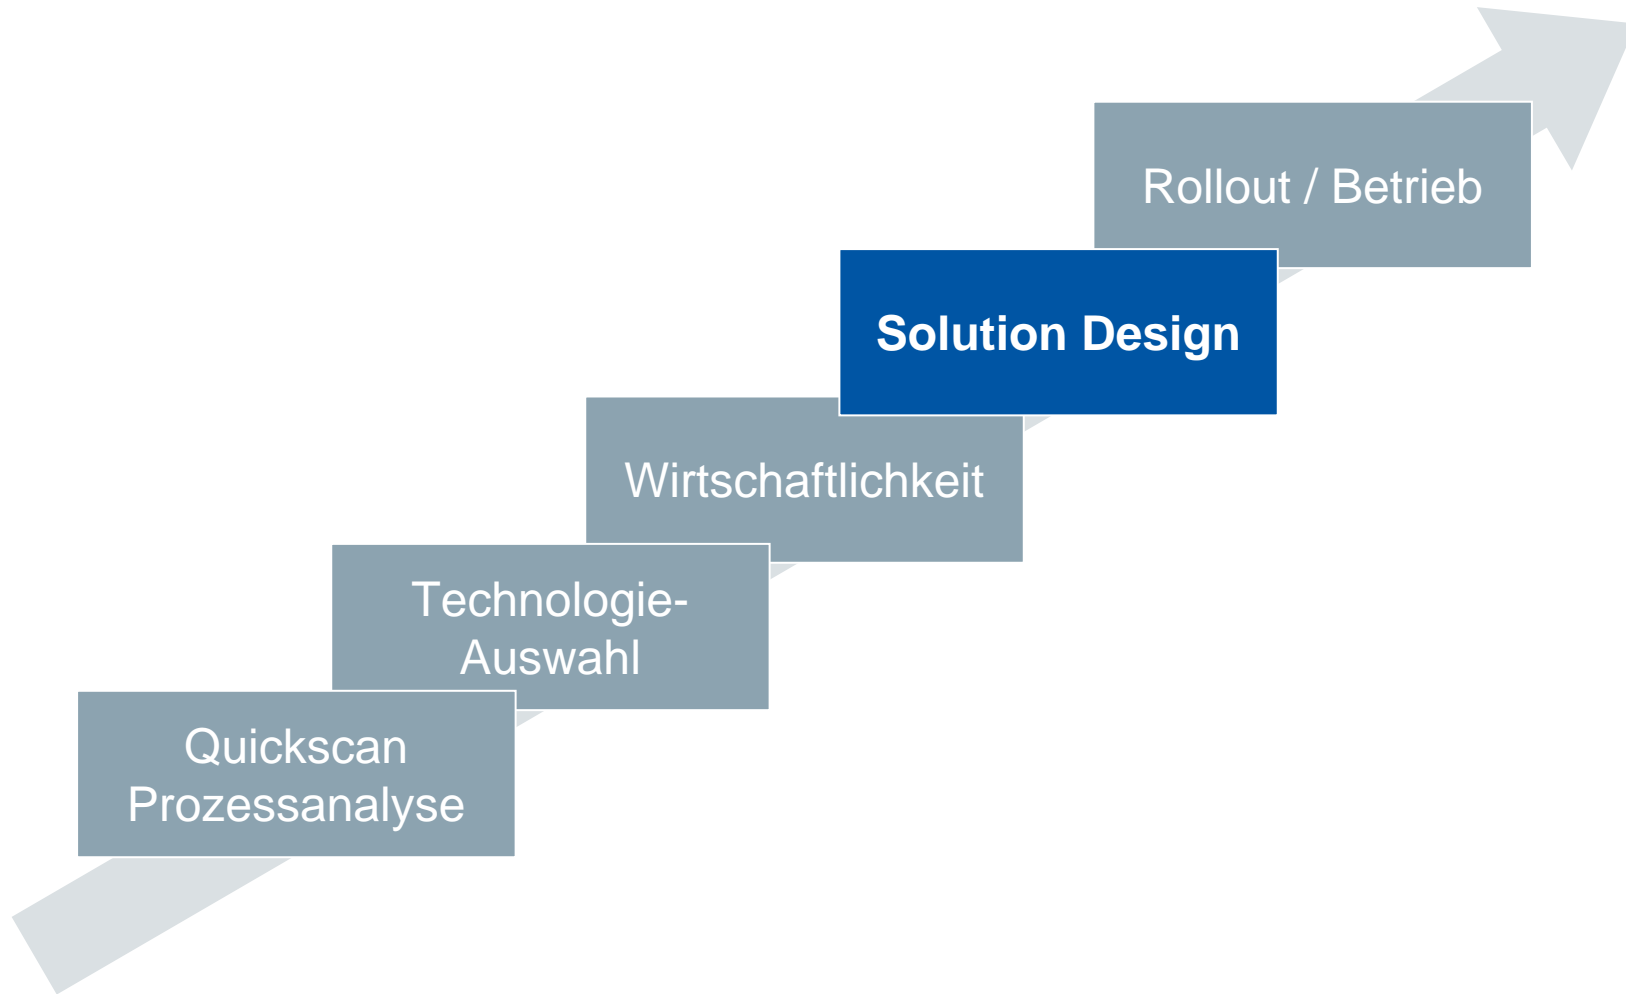 Rollout / Betrieb
Solution Design
Wirtschaftlichkeit
Technologie-
Auswahl
Quickscan
Prozessanalyse